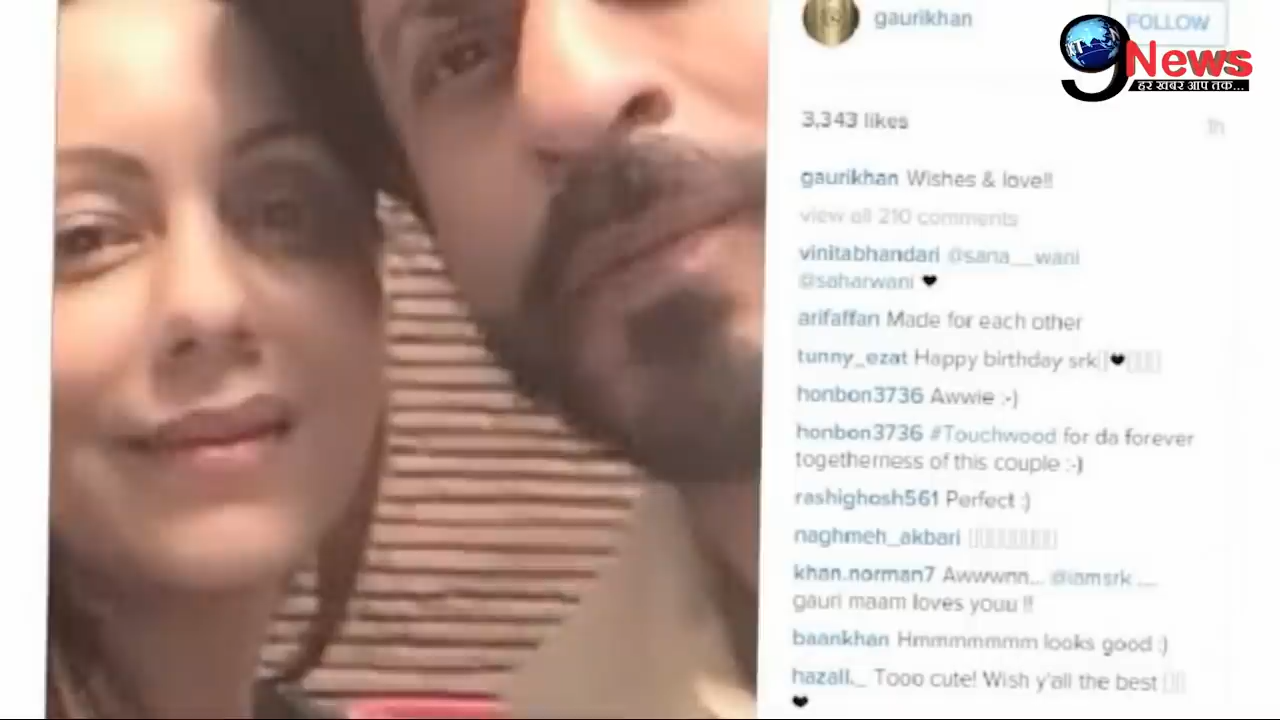 gaurikhan
FOLLOW
9 News
हर खबर आप तक...
3,343 likes
1h
gaurikhan Wishes & love!!
view all 210 comments
vinitabhandari @sana__wani
@saharwani ❤
arifaffan Made for each other
tunny_ezat Happy birthday srk ❤
honbon3736 Awwie :-)
honbon3736 #Touchwood for da forever
togetherness of this couple :-)
rashighosh561 Perfect :)
naghmeh_akbari
khan.norman7 Awwwnn... @iamsrk __
gauri maam loves youu !!
baankhan Hmmmmmmm looks good :)
hazall._ Tooo cute! Wish y'all the best
❤